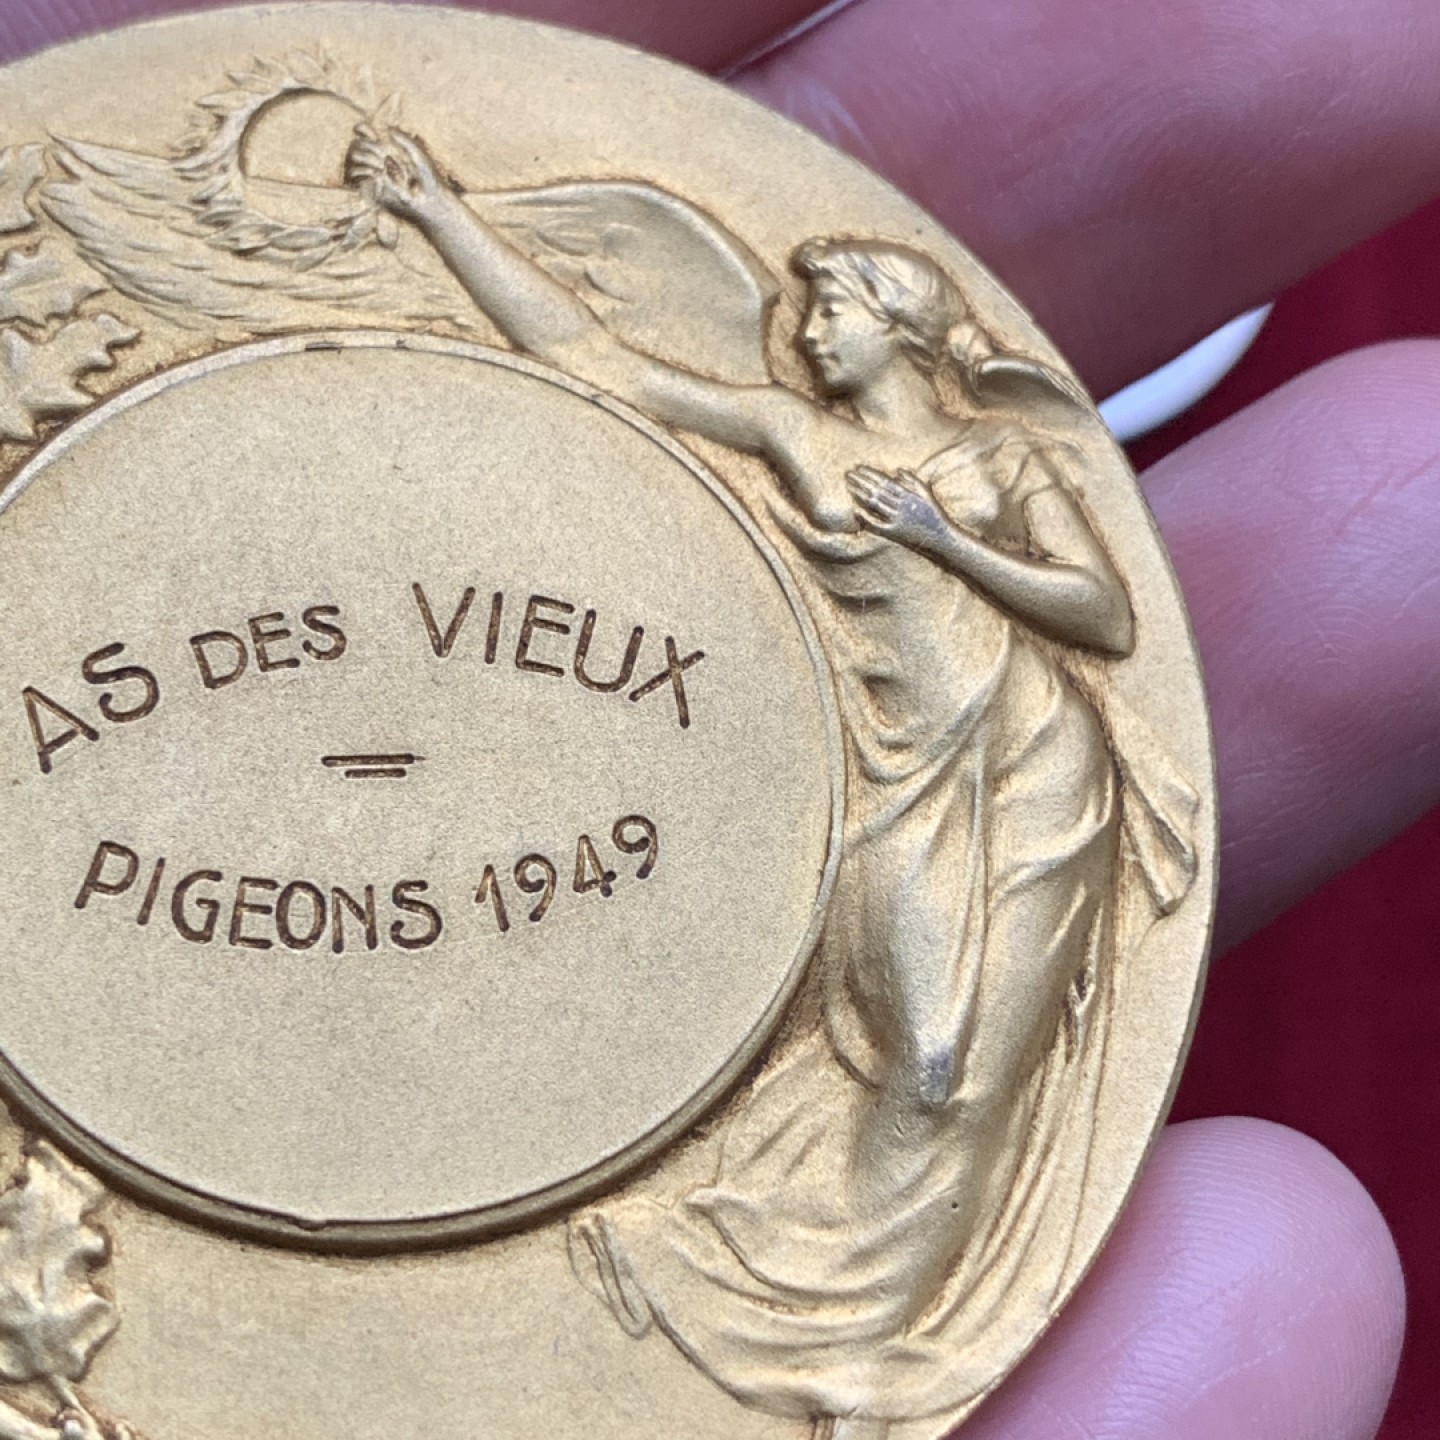 AS DES VIEUX
PIGEONS 1949